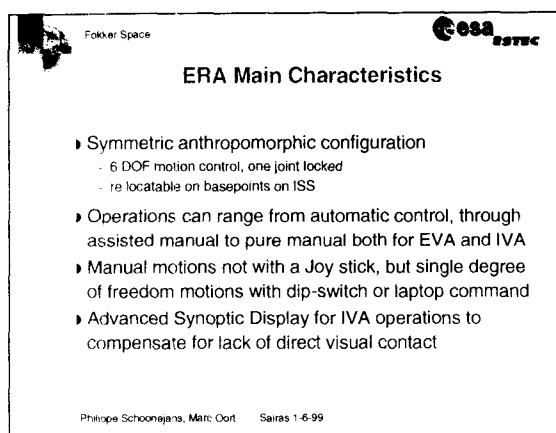 Fokker Space
esa
ESTEC
ERA Main Characteristics
Symmetric anthropomorphic configuration
- 6 DOF motion control, one joint locked
- re locatable on basepoints on ISS
Operations can range from automatic control, through
assisted manual to pure manual both for EVA and IVA
Manual motions not with a Joy stick, but single degree
of freedom motions with dip-switch or laptop command
Advanced Synoptic Display for IVA operations to
compensate for lack of direct visual contact
Philippe Schoonejans, Marc Oort Sairas 1-6-99